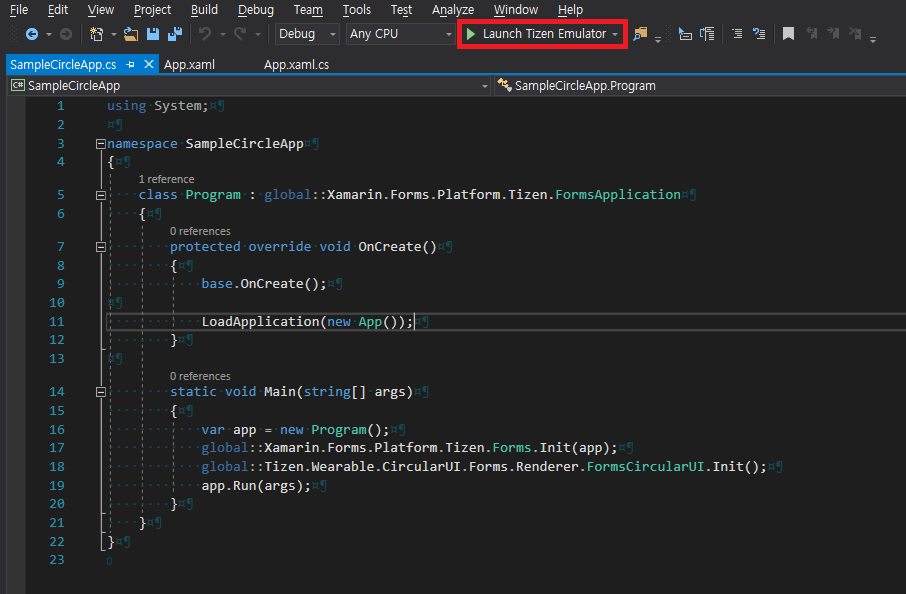 File Edit View Project Build Debug Team Tools Test Analyze Window Help
Debug Any CPU Launch Tizen Emulator
SampleCircleApp.cs App.xaml App.xaml.cs
C# SampleCircleApp SampleCircleApp.Program
1 using System;
2
3 namespace SampleCircleApp
4 {
1 reference
5 class Program : global::Xamarin.Forms.Platform.Tizen.FormsApplication
6 {
0 references
7 protected override void OnCreate()
8 {
9 base.OnCreate();
10
11 LoadApplication(new App());
12 }
13
0 references
14 static void Main(string[] args)
15 {
16 var app = new Program();
17 global::Xamarin.Forms.Platform.Tizen.Forms.Init(app);
18 global::Tizen.Wearable.CircularUI.Forms.Renderer.FormsCircularUI.Init();
19 app.Run(args);
20 }
21 }
22 }
23